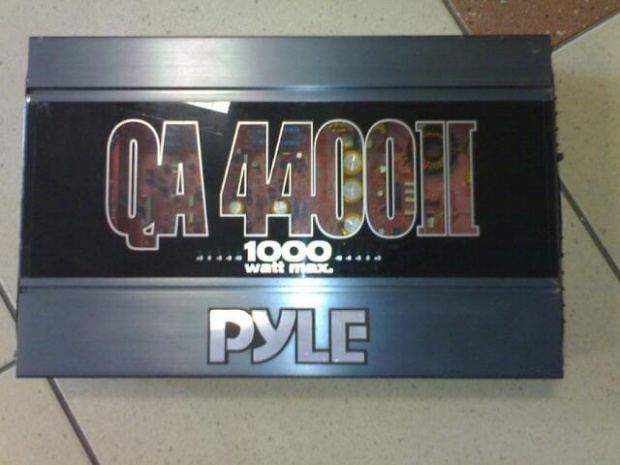 QA 4400II
1000
watt max.
PYLE